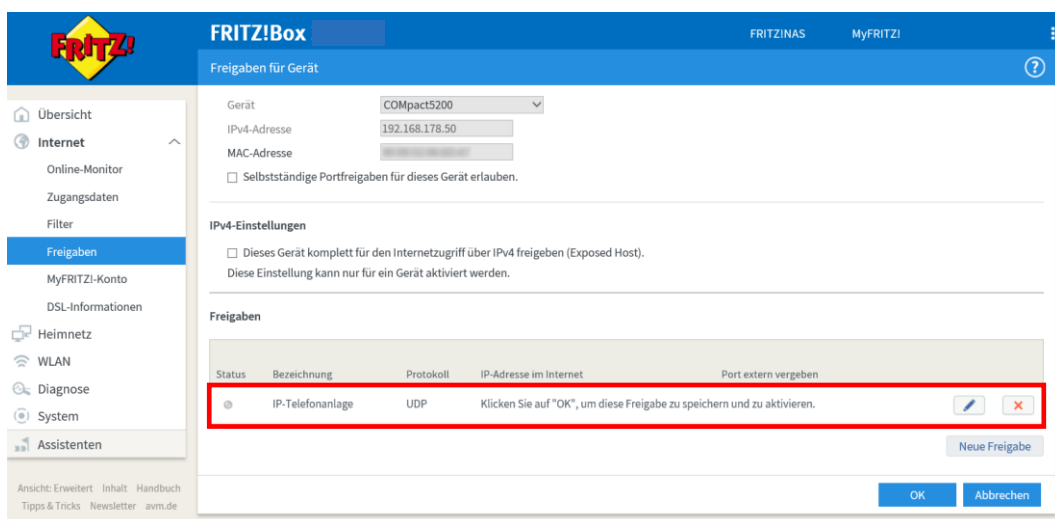 FRITZ!
FRITZ!Box
FRITZ!NAS MyFRITZ!
Freigaben für Gerät
?
Übersicht
Internet
Online-Monitor
Zugangsdaten
Filter
Freigaben
MyFRITZ!-Konto
DSL-Informationen
Heimnetz
WLAN
Diagnose
System
Assistenten
Ansicht: Erweitert Inhalt Handbuch
Tipps & Tricks Newsletter avm.de
Gerät COMpact5200
IPv4-Adresse 192.168.178.50
MAC-Adresse
Selbstständige Portfreigaben für dieses Gerät erlauben.
IPv4-Einstellungen
Dieses Gerät komplett für den Internetzugriff über IPv4 freigeben (Exposed Host).
Diese Einstellung kann nur für ein Gerät aktiviert werden.
Freigaben
Status Bezeichnung Protokoll IP-Adresse im Internet Port extern vergeben
IP-Telefonanlage UDP Klicken Sie auf "OK", um diese Freigabe zu speichern und zu aktivieren.
Neue Freigabe
OK Abbrechen